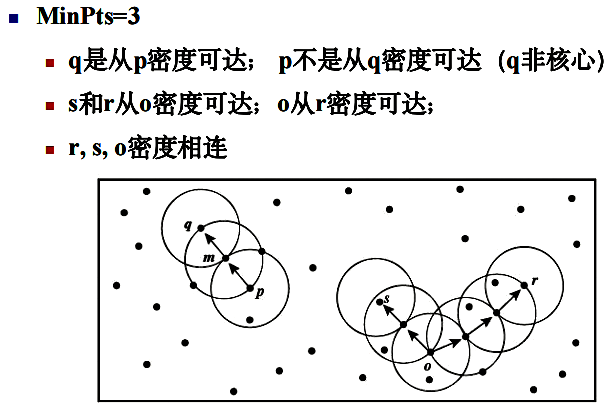 MinPts=3
q是从p密度可达； p不是从q密度可达（q非核心）
s和r从o密度可达；o从r密度可达；
r, s, o密度相连
q
m
p
s
r
o